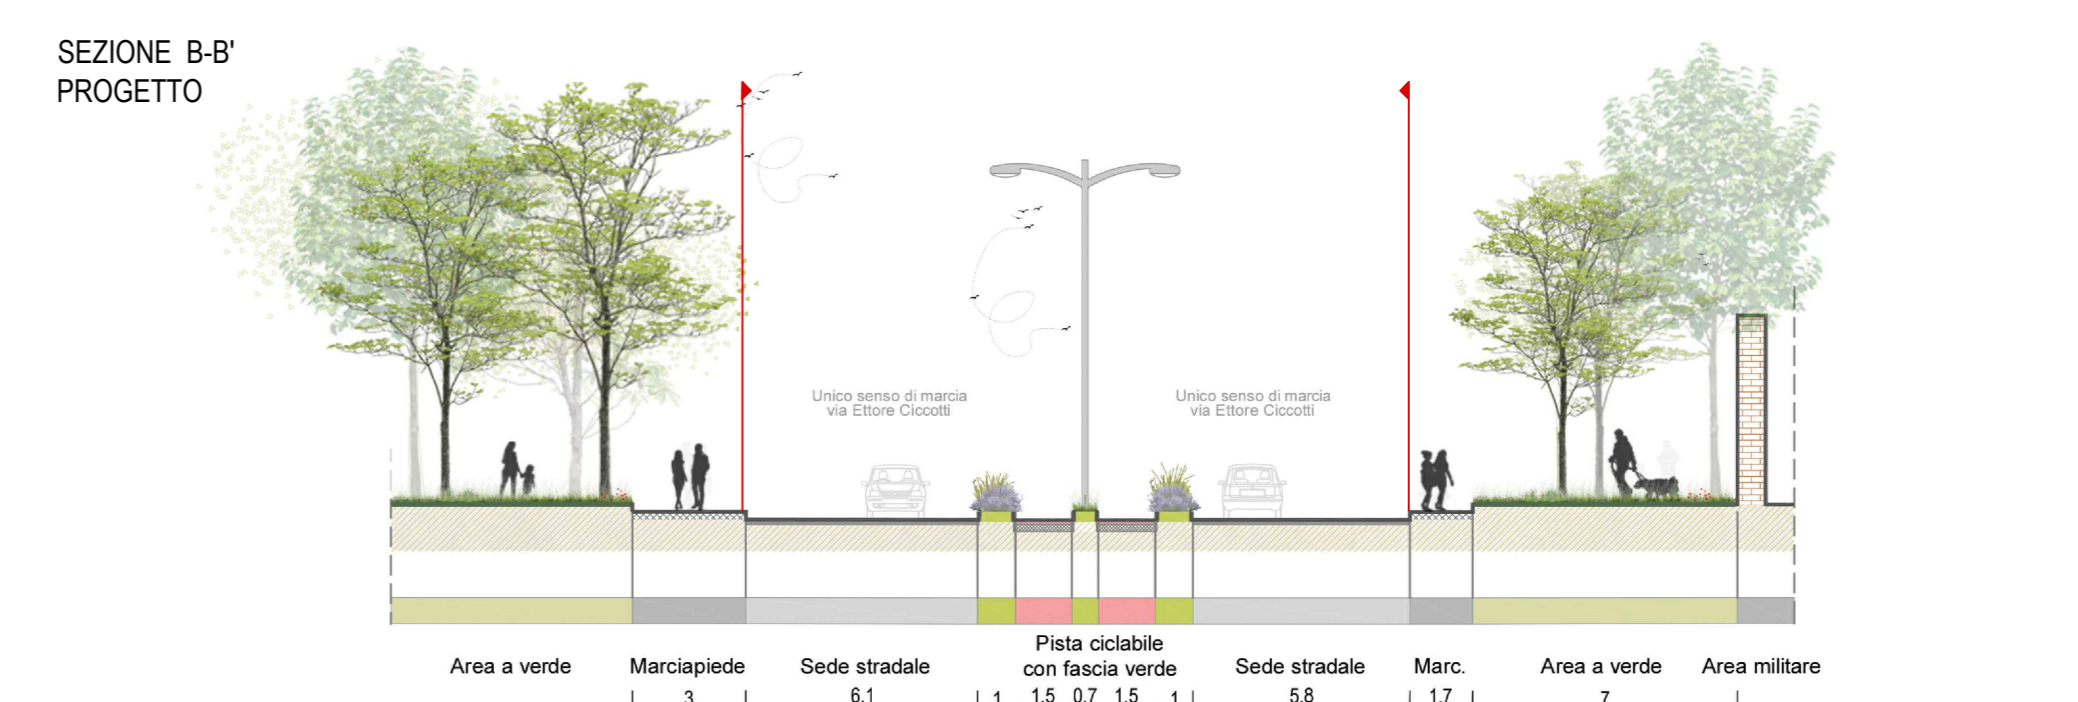 SEZIONE B-B'
PROGETTO
Unico senso di marcia
via Ettore Ciccotti
Unico senso di marcia
via Ettore Ciccotti
Area a verde
Marciapiede
Sede stradale
Pista ciclabile
con fascia verde
Sede stradale
Marc.
Area a verde
Area militare
3 6.1 1 1.5 0.7 1.5 1 5.8 1.7 7